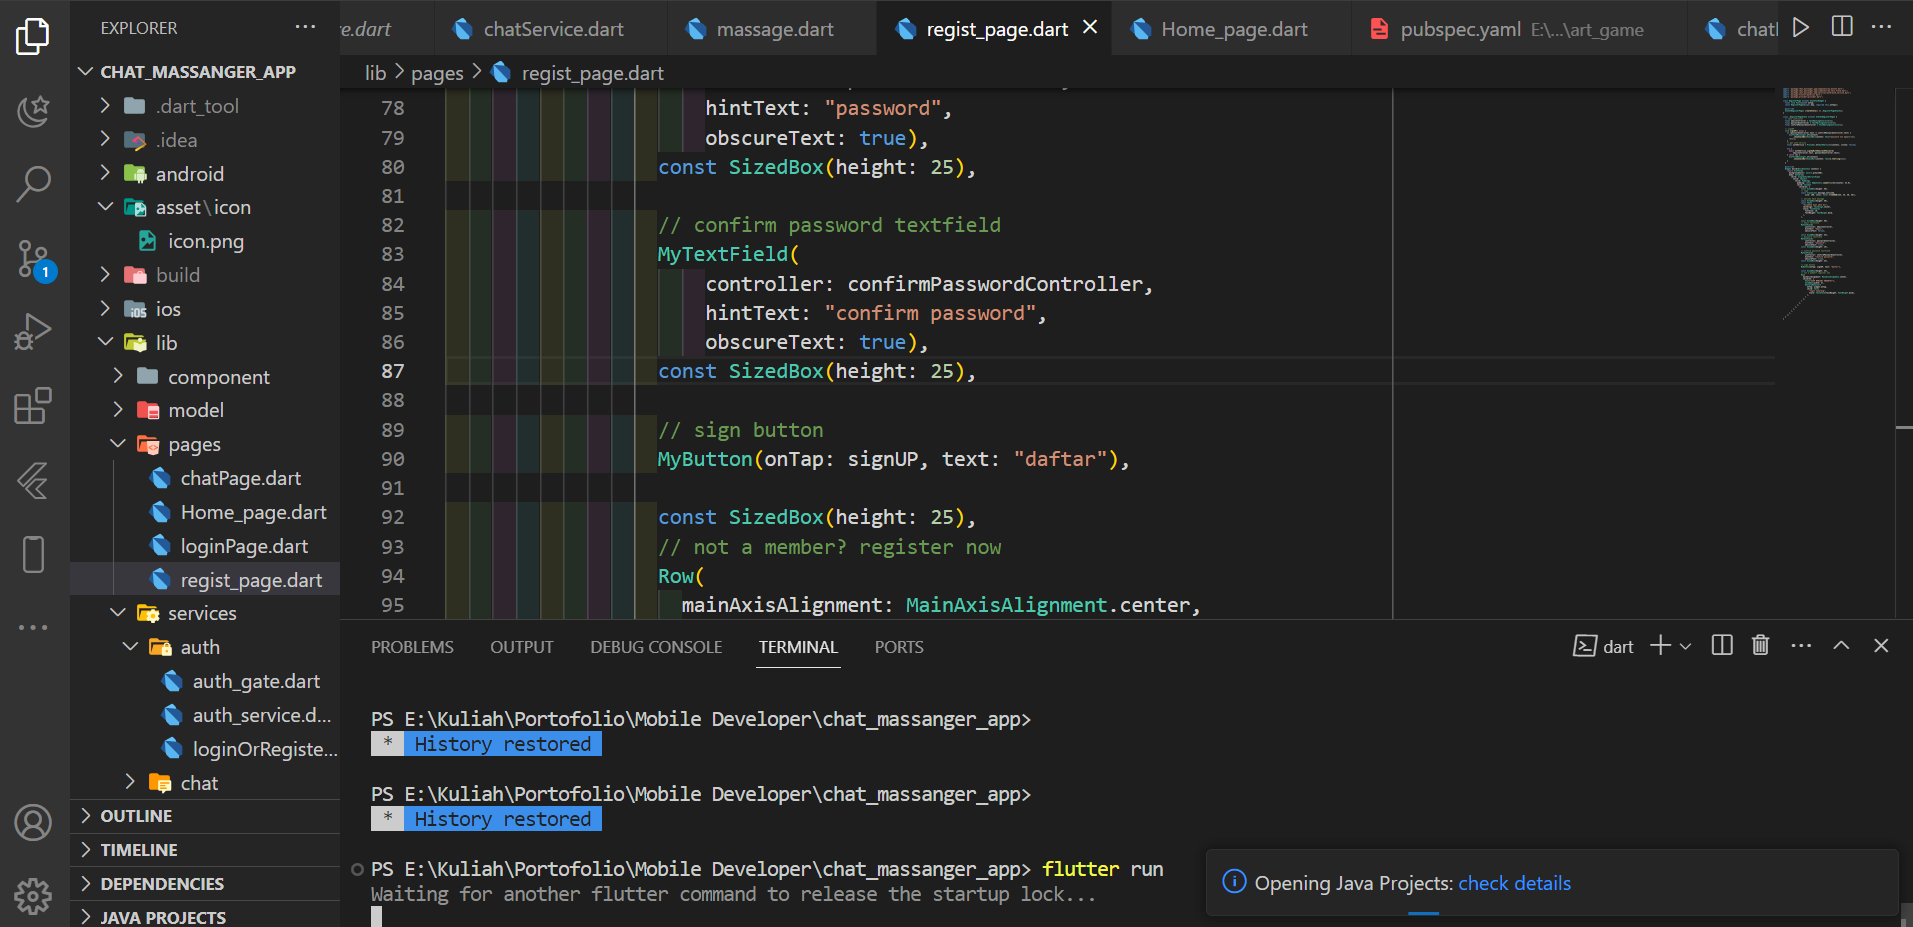 EXPLORER
CHAT_MASSANGER_APP
.dart_tool
.idea
android
asset\icon
icon.png
build
ios
lib
component
model
pages
chatPage.dart
Home_page.dart
loginPage.dart
regist_page.dart
services
auth
auth_gate.dart
auth_service.d...
loginOrRegiste...
chat
OUTLINE
TIMELINE
DEPENDENCIES
JAVA PROJECTS
1
e.dart chatService.dart massage.dart regist_page.dart Home_page.dart pubspec.yaml E:\...\art_game chatl
lib > pages > regist_page.dart
78 hintText: "password",
79 obscureText: true),
80 const SizedBox(height: 25),
81
82 // confirm password textfield
83 MyTextField(
84 controller: confirmPasswordController,
85 hintText: "confirm password",
86 obscureText: true),
87 const SizedBox(height: 25),
88
89 // sign button
90 MyButton(onTap: signUP, text: "daftar"),
91
92 const SizedBox(height: 25),
93 // not a member? register now
94 Row(
95 mainAxisAlignment: MainAxisAlignment.center,
PROBLEMS OUTPUT DEBUG CONSOLE TERMINAL PORTS dart
PS E:\Kuliah\Portofolio\Mobile Developer\chat_massanger_app>
* History restored
PS E:\Kuliah\Portofolio\Mobile Developer\chat_massanger_app>
* History restored
PS E:\Kuliah\Portofolio\Mobile Developer\chat_massanger_app> flutter run
Waiting for another flutter command to release the startup lock...
Opening Java Projects: check details